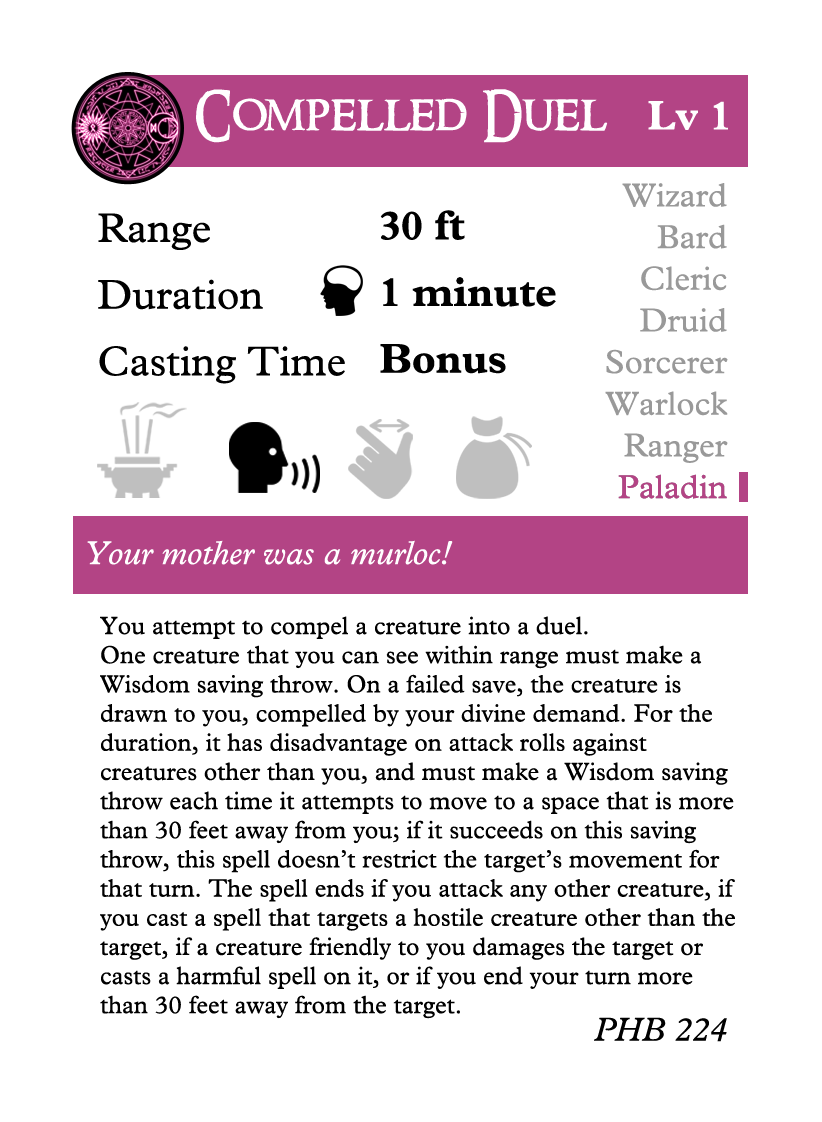 COMPELLED DUEL Lv 1
Wizard
Range 30 ft
Bard
Cleric
Duration 1 minute
Druid
Casting Time Bonus
Sorcerer
Warlock
Ranger
Paladin
Your mother was a murloc!
You attempt to compel a creature into a duel.
One creature that you can see within range must make a
Wisdom saving throw. On a failed save, the creature is
drawn to you, compelled by your divine demand. For the
duration, it has disadvantage on attack rolls against
creatures other than you, and must make a Wisdom saving
throw each time it attempts to move to a space that is more
than 30 feet away from you; if it succeeds on this saving
throw, this spell doesn’t restrict the target’s movement for
that turn. The spell ends if you attack any other creature, if
you cast a spell that targets a hostile creature other than the
target, if a creature friendly to you damages the target or
casts a harmful spell on it, or if you end your turn more
than 30 feet away from the target.
PHB 224